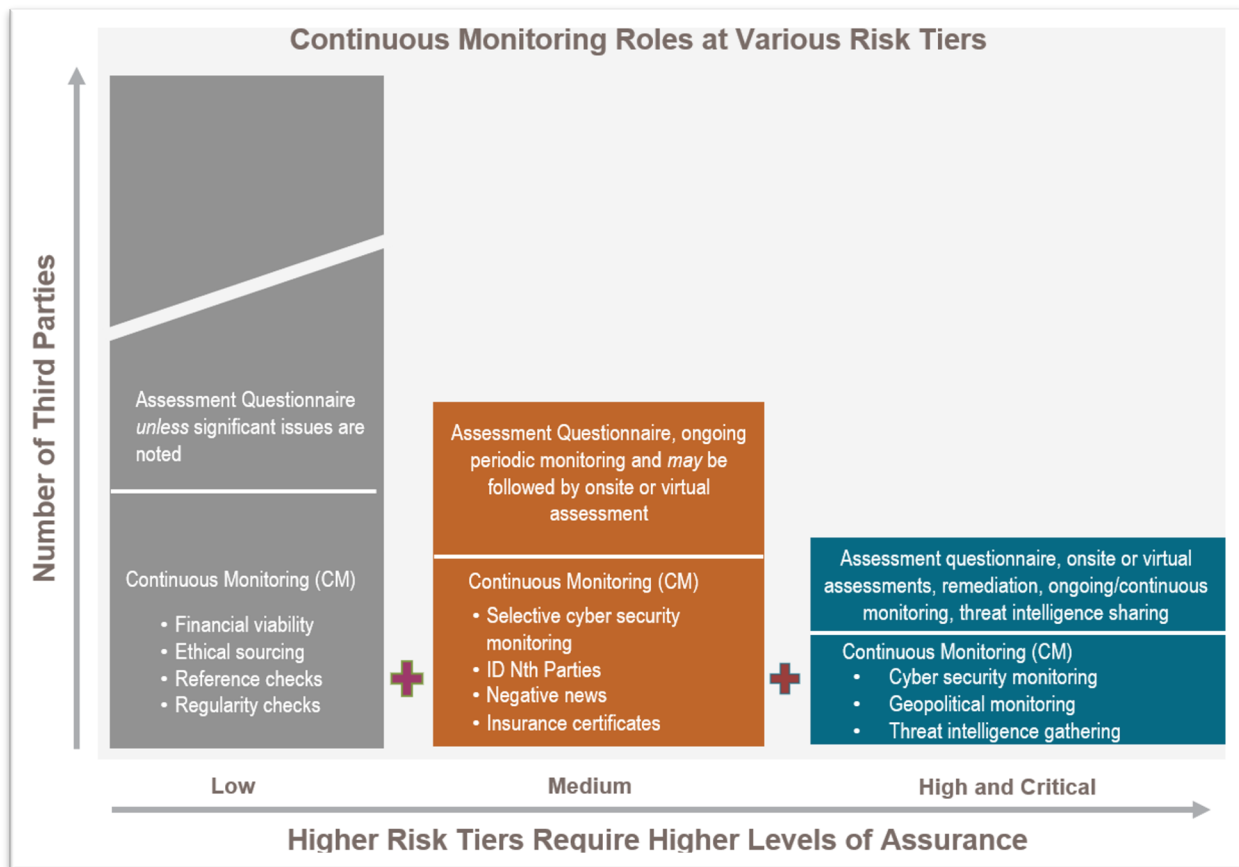 Continuous Monitoring Roles at Various Risk Tiers
Number of Third Parties
Assessment Questionnaire
unless significant issues are
noted
Continuous Monitoring (CM)
• Financial viability
• Ethical sourcing
• Reference checks
• Regularity checks
Assessment Questionnaire, ongoing
periodic monitoring and may be
followed by onsite or virtual
assessment
Continuous Monitoring (CM)
• Selective cyber security
monitoring
• ID Nth Parties
• Negative news
• Insurance certificates
Assessment questionnaire, onsite or virtual
assessments, remediation, ongoing/continuous
monitoring, threat intelligence sharing
Continuous Monitoring (CM)
• Cyber security monitoring
• Geopolitical monitoring
• Threat intelligence gathering
Low
Medium
High and Critical
Higher Risk Tiers Require Higher Levels of Assurance